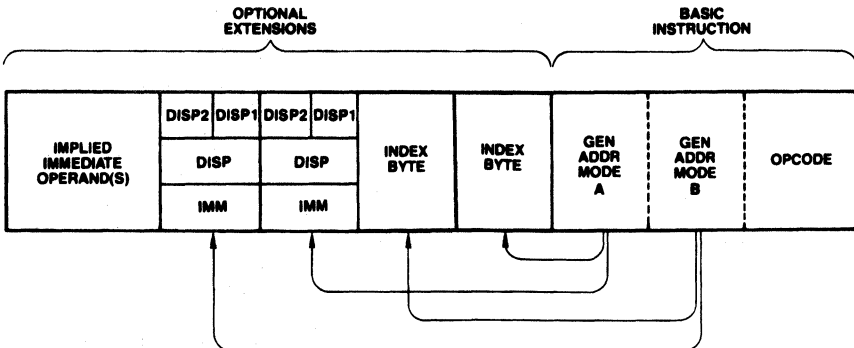 OPTIONAL
EXTENSIONS
BASIC
INSTRUCTION
IMPLIED
IMMEDIATE
OPERAND(S)
DISP2 DISP1
DISP
IMM
DISP2 DISP1
DISP
IMM
INDEX
BYTE
INDEX
BYTE
GEN
ADDR
MODE
A
GEN
ADDR
MODE
B
OPCODE